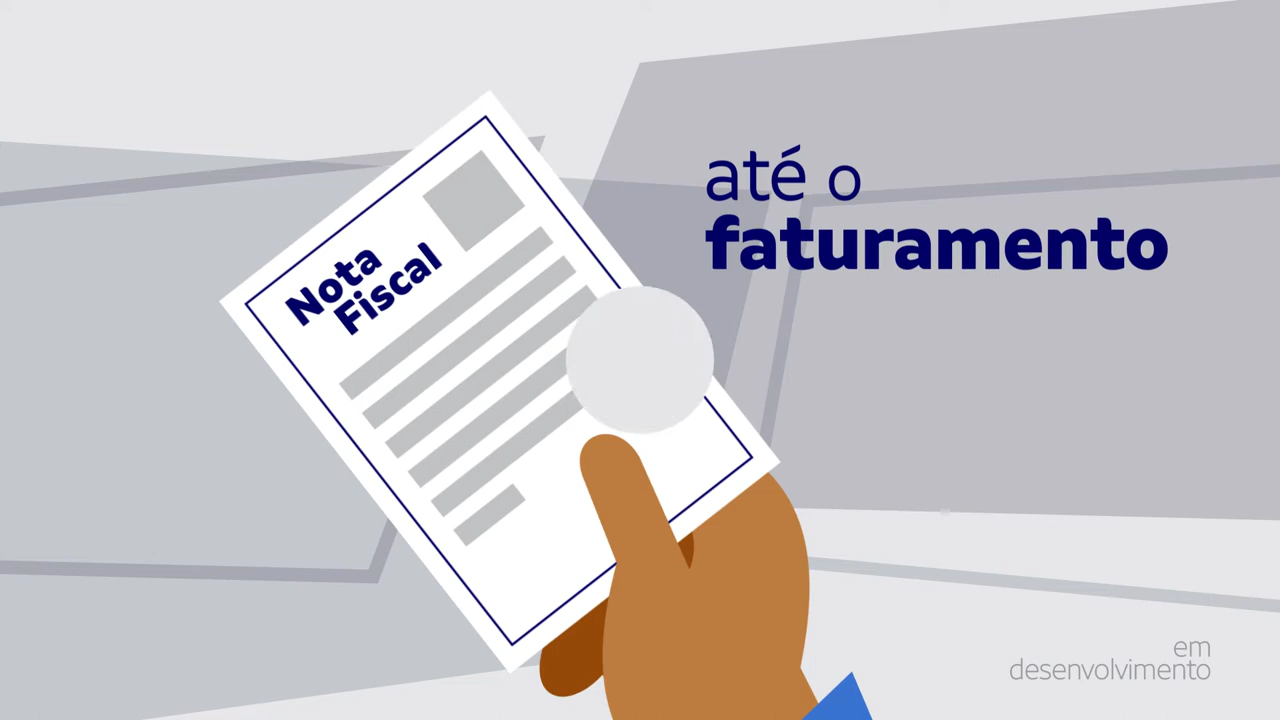 Nota
Fiscal
até o
faturamento
em
desenvolvimento